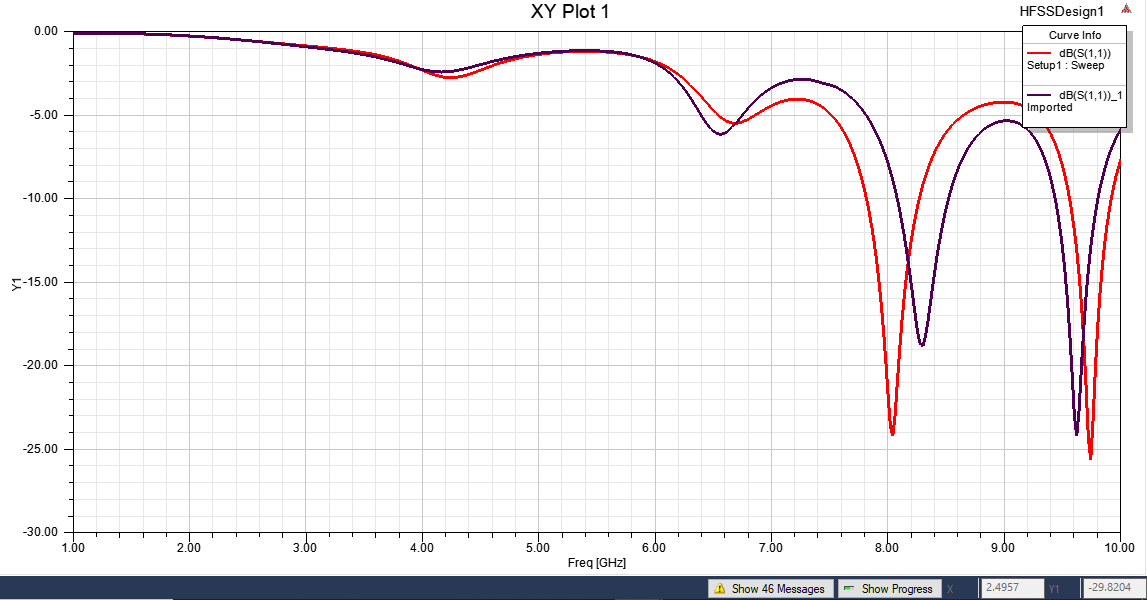 XY Plot 1
HFSSDesign1
Curve Info
dB(S(1,1))
Setup1 : Sweep
dB(S(1,1))_1
Imported
0.00
-5.00
-10.00
-15.00
-20.00
-25.00
-30.00
Y1
1.00 2.00 3.00 4.00 5.00 6.00 7.00 8.00 9.00 10.00
Freq [GHz]
Show 46 Messages Show Progress X 2.4957 Y1 -29.8204